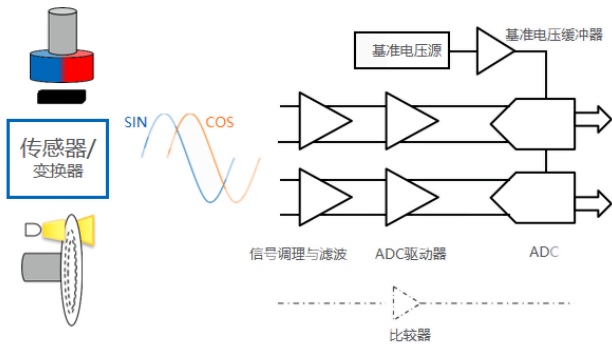 基准电压缓冲器
基准电压源
SIN
COS
传感器/
变换器
信号调理与滤波
ADC驱动器
ADC
比较器